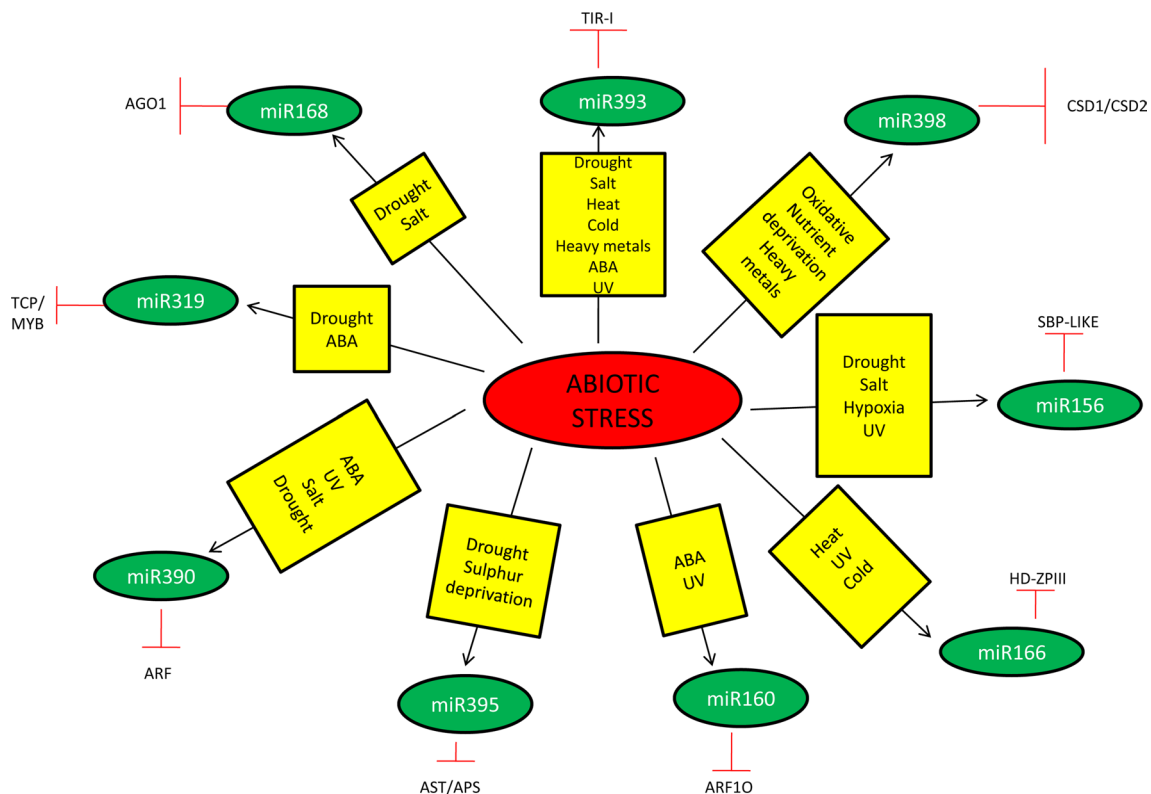 TIR-I
miR393
Drought
Salt
Heat
Cold
Heavy metals
ABA
UV
AGO1
miR168
Drought
Salt
miR398
CSD1/CSD2
Oxidative
Nutrient
deprivation
Heavy
metals
TCP/
MYB
miR319
Drought
ABA
ABIOTIC
STRESS
SBP-LIKE
miR156
Drought
Salt
Hypoxia
UV
ABA
UV
Salt
Drought
miR390
ARF
Drought
Sulphur
deprivation
miR395
AST/APS
ABA
UV
miR160
ARF1O
Heat
UV
Cold
HD-ZPIII
miR166